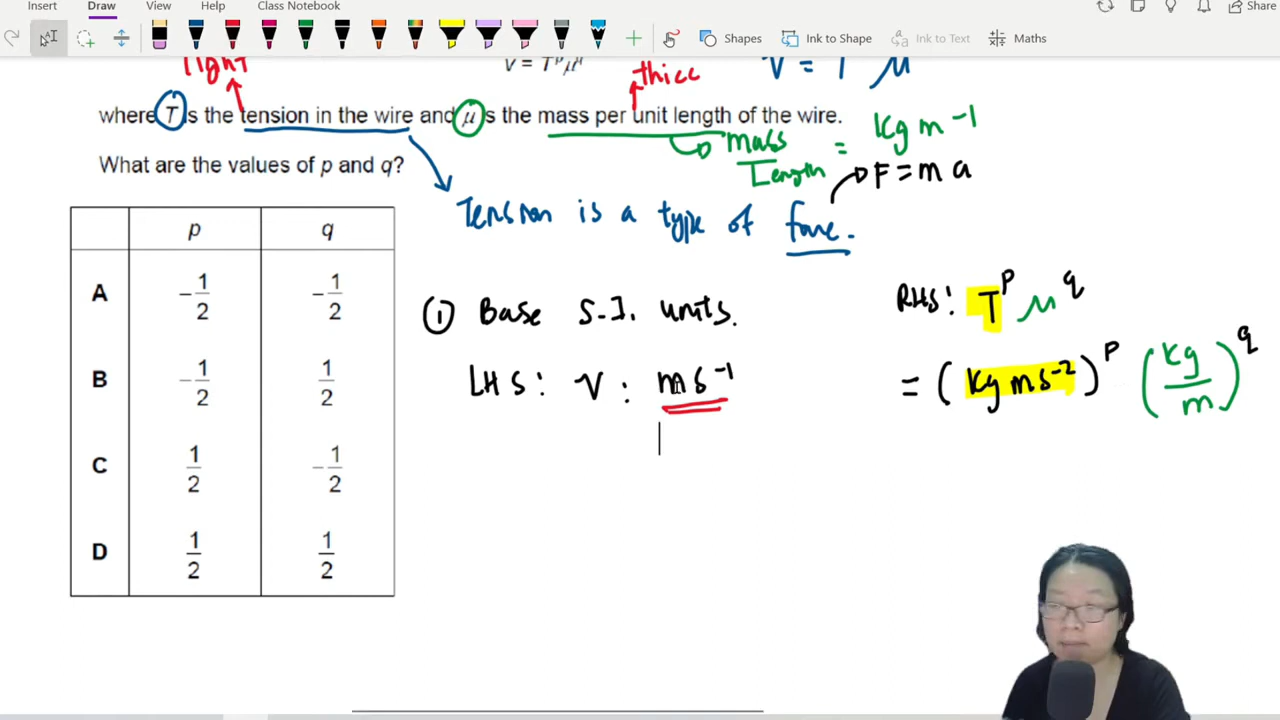 Insert Draw View Class Notebook
Share
Shapes Ink to Shape Ink to Text Maths
tight
v = T^p μ^q
thicc
V = T μ
where T is the tension in the wire and μ is the mass per unit length of the wire.
mass
Length
= kg m⁻¹
What are the values of p and q?
F = m a
Tension is a type of force.
p q
A −1/2 −1/2
B −1/2 1/2
C 1/2 −1/2
D 1/2 1/2
① Base S.I. units.
LHS: V : ms⁻¹
RHS: T^p μ^q
= (kg m s⁻²)^p (kg/m)^q